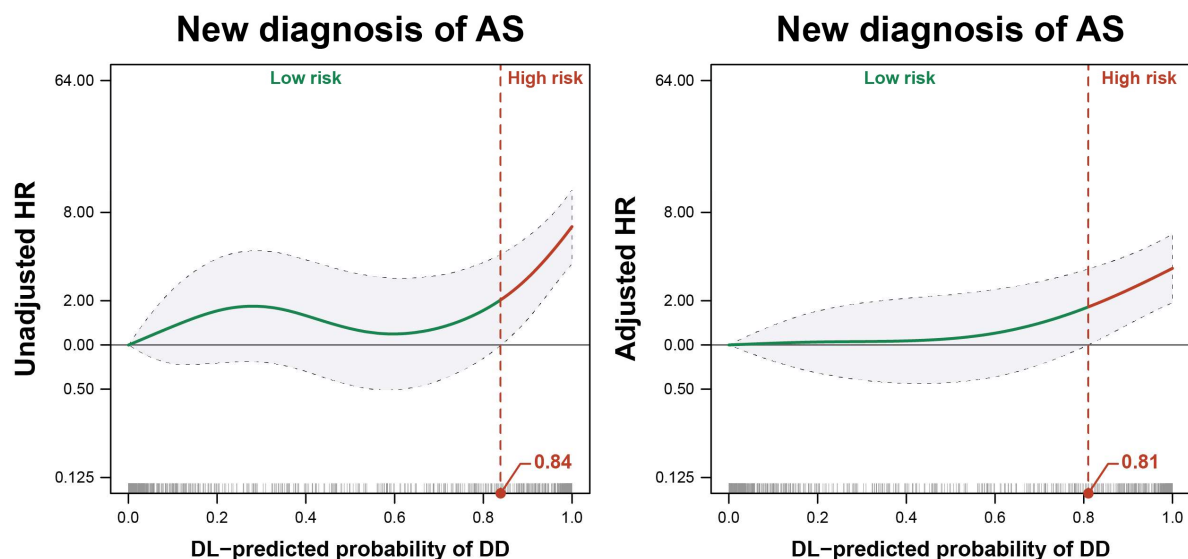 New diagnosis of AS
Low risk
High risk
Unadjusted HR
64.00
8.00
2.00
0.00
0.50
0.125
0.84
0.0 0.2 0.4 0.6 0.8 1.0
DL−predicted probability of DD
New diagnosis of AS
Low risk
High risk
Adjusted HR
64.00
8.00
2.00
0.00
0.50
0.125
0.81
0.0 0.2 0.4 0.6 0.8 1.0
DL−predicted probability of DD